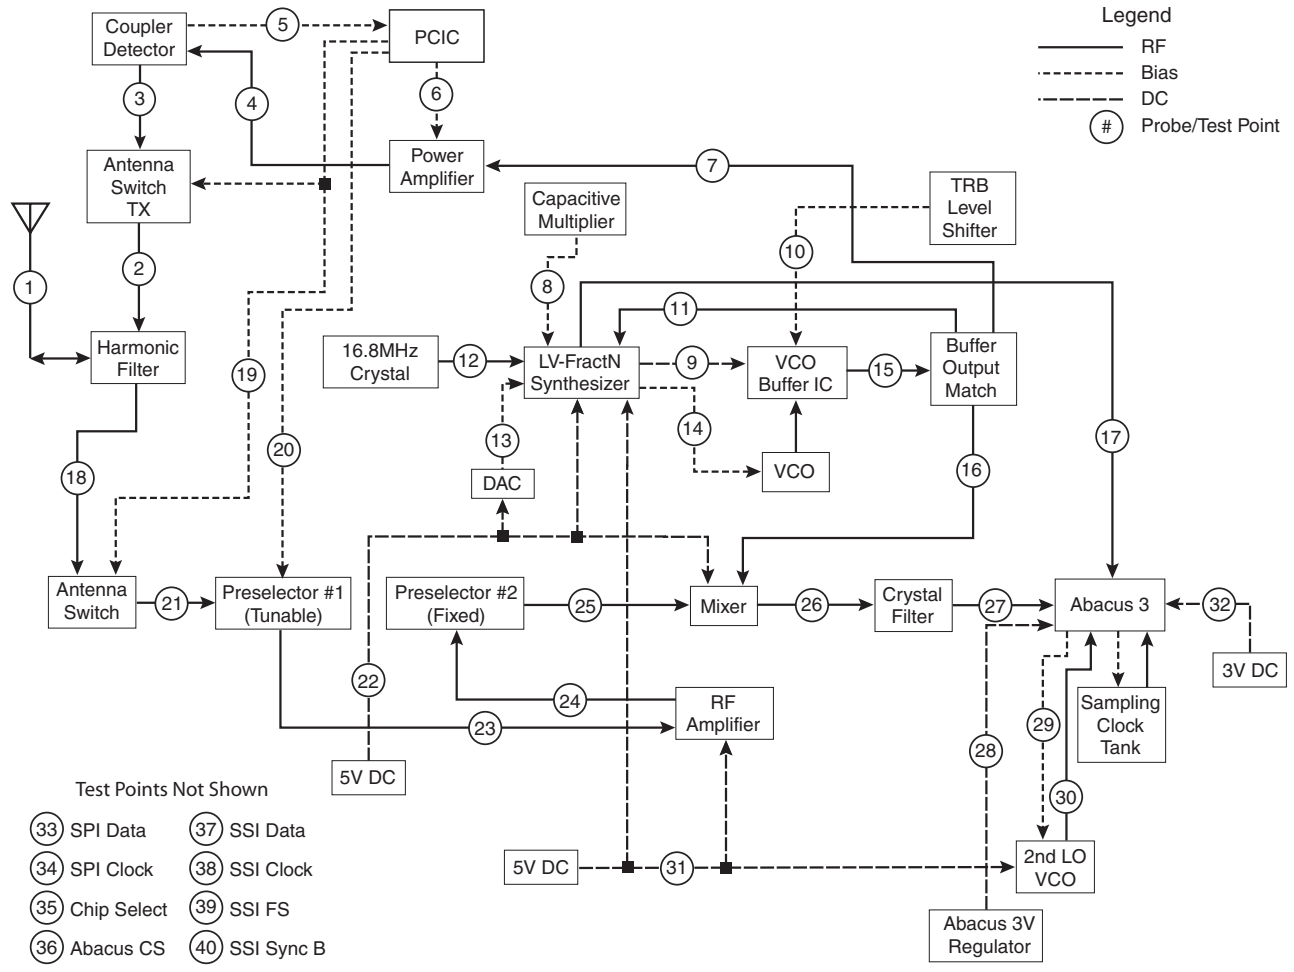 Coupler
Detector
5
PCIC
Legend
RF
Bias
DC
# Probe/Test Point
3
4
6
Antenna
Switch
TX
Power
Amplifier
7
Capacitive
Multiplier
TRB
Level
Shifter
1
2
8
10
11
Harmonic
Filter
19
16.8MHz
Crystal
12
LV-FractN
Synthesizer
9
VCO
Buffer IC
15
Buffer
Output
Match
18
20
13
14
17
DAC
VCO
16
Antenna
Switch
21
Preselector #1
(Tunable)
Preselector #2
(Fixed)
25
Mixer
26
Crystal
Filter
27
Abacus 3
32
3V DC
22
24
23
RF
Amplifier
28
29
Sampling
Clock
Tank
30
5V DC
5V DC
31
2nd LO
VCO
Abacus 3V
Regulator
Test Points Not Shown
33 SPI Data
34 SPI Clock
35 Chip Select
36 Abacus CS
37 SSI Data
38 SSI Clock
39 SSI FS
40 SSI Sync B